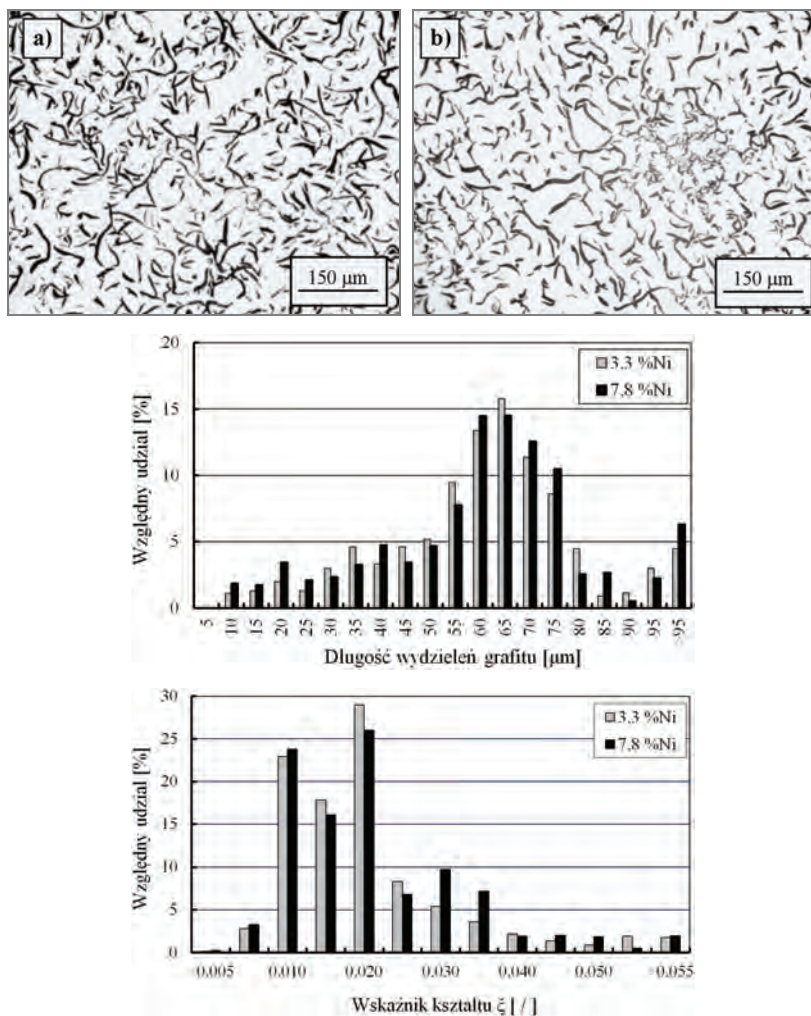 a)
150 µm
b)
150 µm
20
15
10
5
0
Względny udział [%]
3.3 %Ni
7,8 %Ni
5 10 15 20 25 30 35 40 45 50 55 60 65 70 75 80 85 90 95 95
Długość wydzieleń grafitu [µm]
30
25
20
15
10
5
0
Względny udział [%]
3.3 %Ni
7,8 %Ni
0,005 0,010 0,020 0,030 0,040 0,050 0,055
Wskaźnik kształtu ξ [ / ]